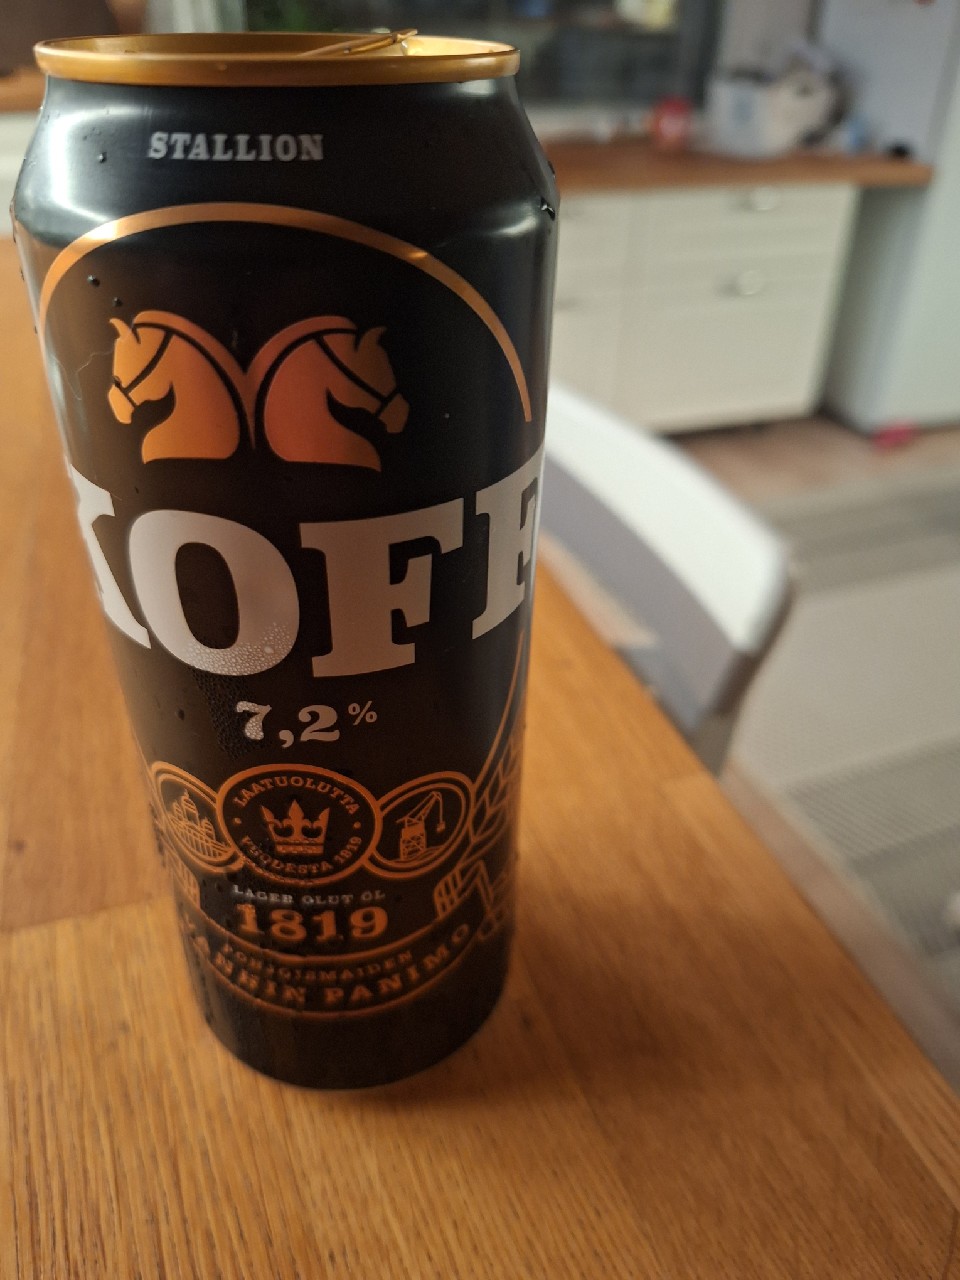 STALLION
KOFF
7,2%
LAATUOLUTTA
VUODESTA 1819
LAGER OLUT ÖL
1819
POHJOISMAIDEN
VANHIN PANIMO